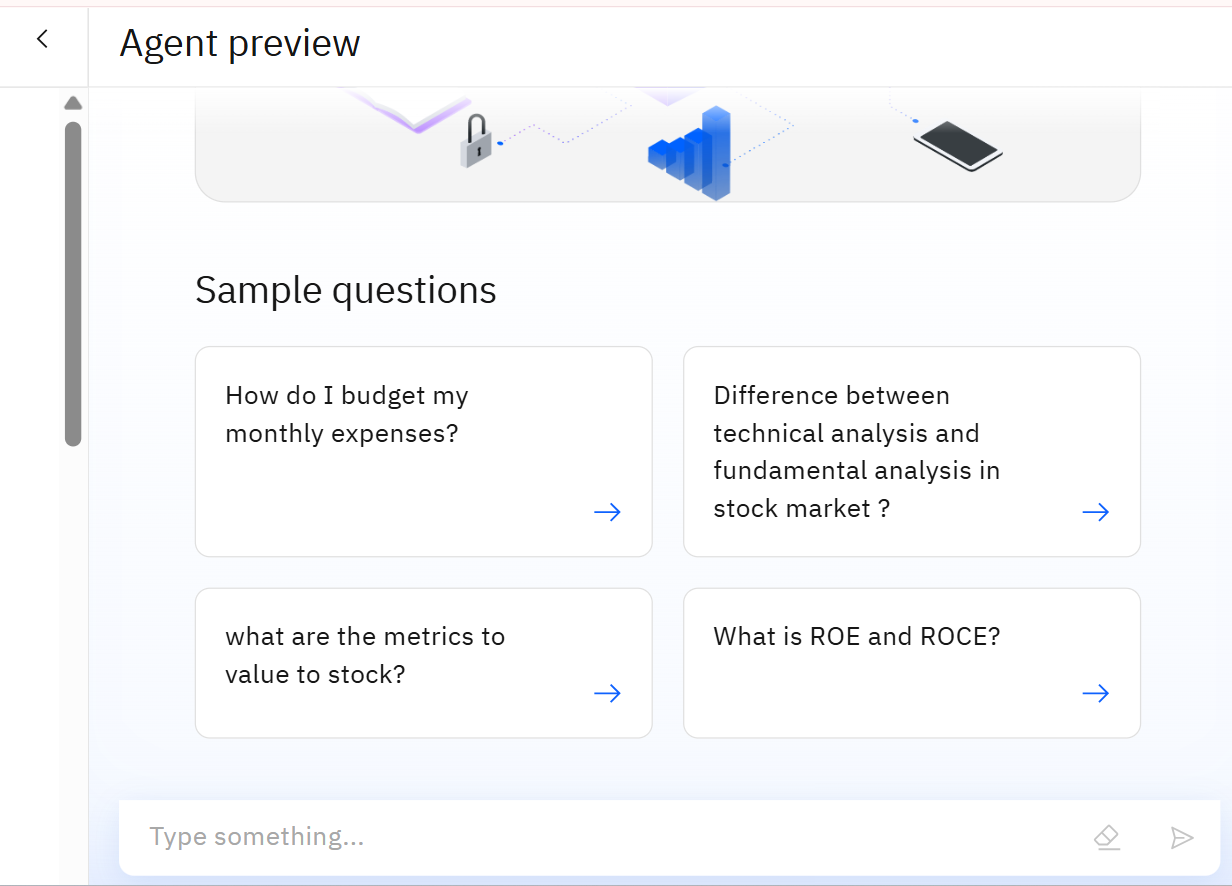 Agent preview
Sample questions
How do I budget my
monthly expenses?
Difference between
technical analysis and
fundamental analysis in
stock market ?
what are the metrics to
value to stock?
What is ROE and ROCE?
Type something...